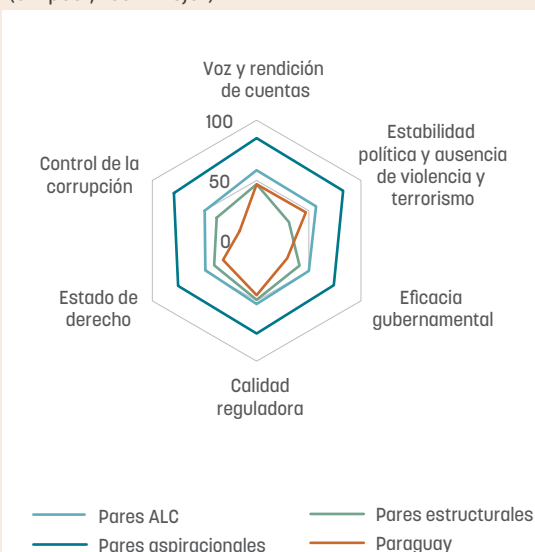 Voz y rendición
de cuentas
100
Estabilidad
política y ausencia
de violencia y
terrorismo
Control de la
corrupción
50
0
Estado de
derecho
Eficacia
gubernamental
Calidad
reguladora
Pares ALC
Pares estructurales
Pares aspiracionales
Paraguay